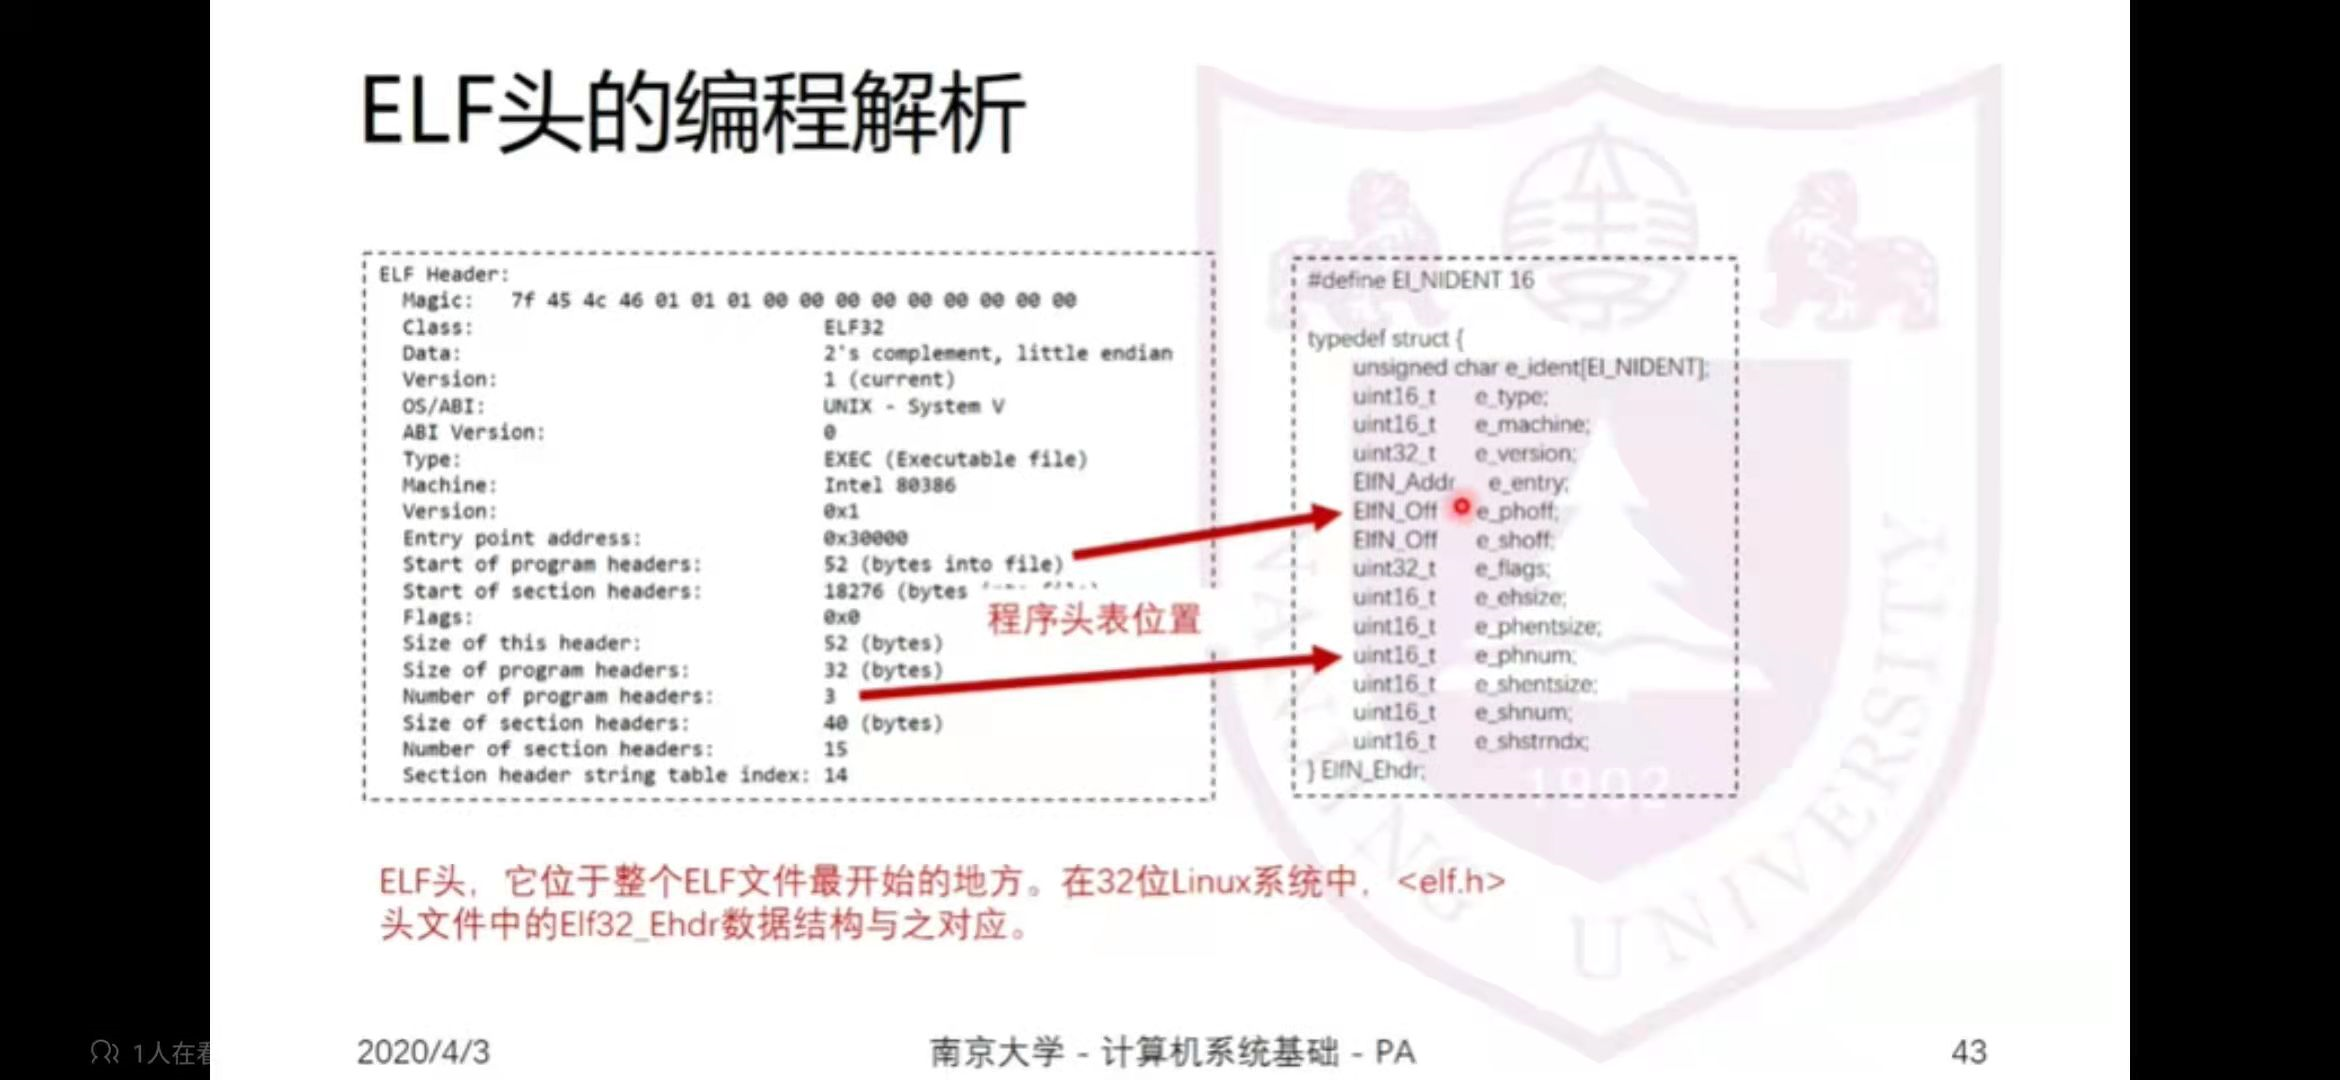 ELF头的编程解析
ELF Header:
Magic: 7f 45 4c 46 01 01 01 00 00 00 00 00 00 00 00 00
Class: ELF32
Data: 2's complement, little endian
Version: 1 (current)
OS/ABI: UNIX - System V
ABI Version: 0
Type: EXEC (Executable file)
Machine: Intel 80386
Version: 0x1
Entry point address: 0x30000
Start of program headers: 52 (bytes into file)
Start of section headers: 18276 (bytes
Flags: 0x0
Size of this header: 52 (bytes)
Size of program headers: 32 (bytes)
Number of program headers: 3
Size of section headers: 40 (bytes)
Number of section headers: 15
Section header string table index: 14
程序头表位置
#define EI_NIDENT 16
typedef struct {
unsigned char e_ident[EI_NIDENT];
uint16_t e_type;
uint16_t e_machine;
uint32_t e_version;
ElfN_Addr e_entry;
ElfN_Off e_phoff;
ElfN_Off e_shoff;
uint32_t e_flags;
uint16_t e_ehsize;
uint16_t e_phentsize;
uint16_t e_phnum;
uint16_t e_shentsize;
uint16_t e_shnum;
uint16_t e_shstrndx;
} ElfN_Ehdr;
ELF头，它位于整个ELF文件最开始的地方。在32位Linux系统中，<elf.h>
头文件中的Elf32_Ehdr数据结构与之对应。
NANJING UNIVERSITY
1902
1人在看
2020/4/3
南京大学 - 计算机系统基础 - PA
43